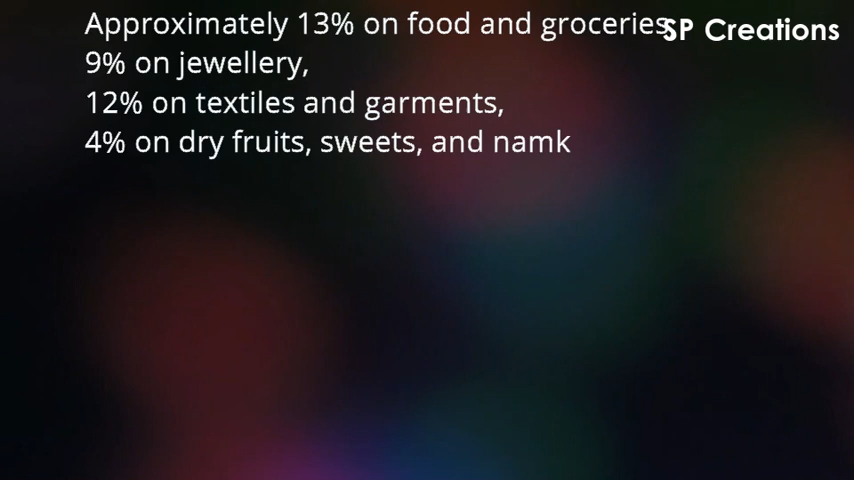 Approximately 13% on food and groceries
SP Creations
9% on jewellery,
12% on textiles and garments,
4% on dry fruits, sweets, and namk